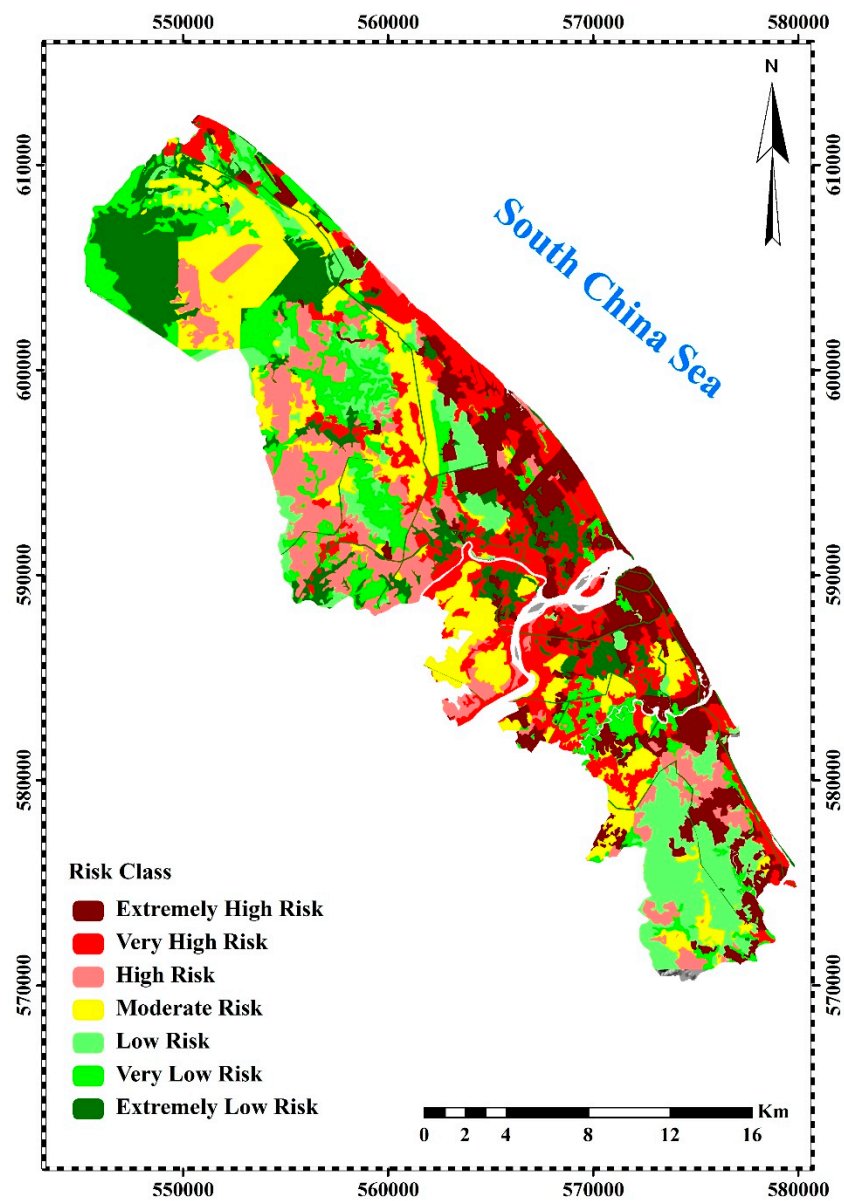 550000 560000 570000 580000
N
610000 610000
South China Sea
600000 600000
590000 590000
580000 580000
Risk Class
Extremely High Risk
Very High Risk
High Risk
570000 570000
Moderate Risk
Low Risk
Very Low Risk
Extremely Low Risk
Km
0 2 4 8 12 16
550000 560000 570000 580000